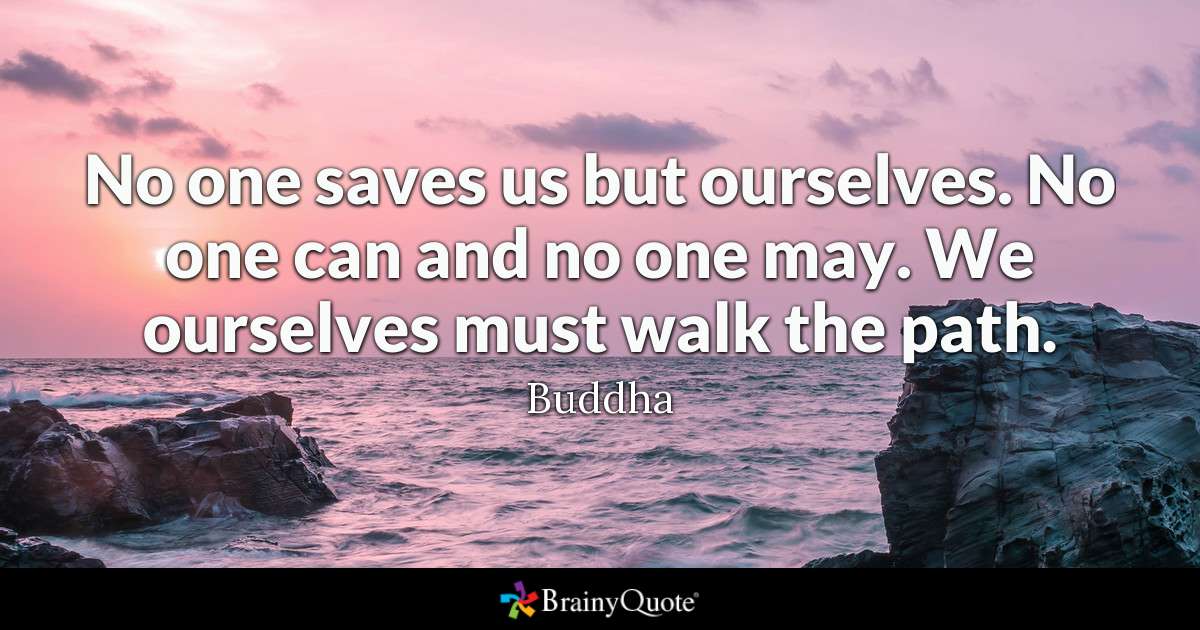 No one saves us but ourselves. No
one can and no one may. We
ourselves must walk the path.
Buddha
BrainyQuote®